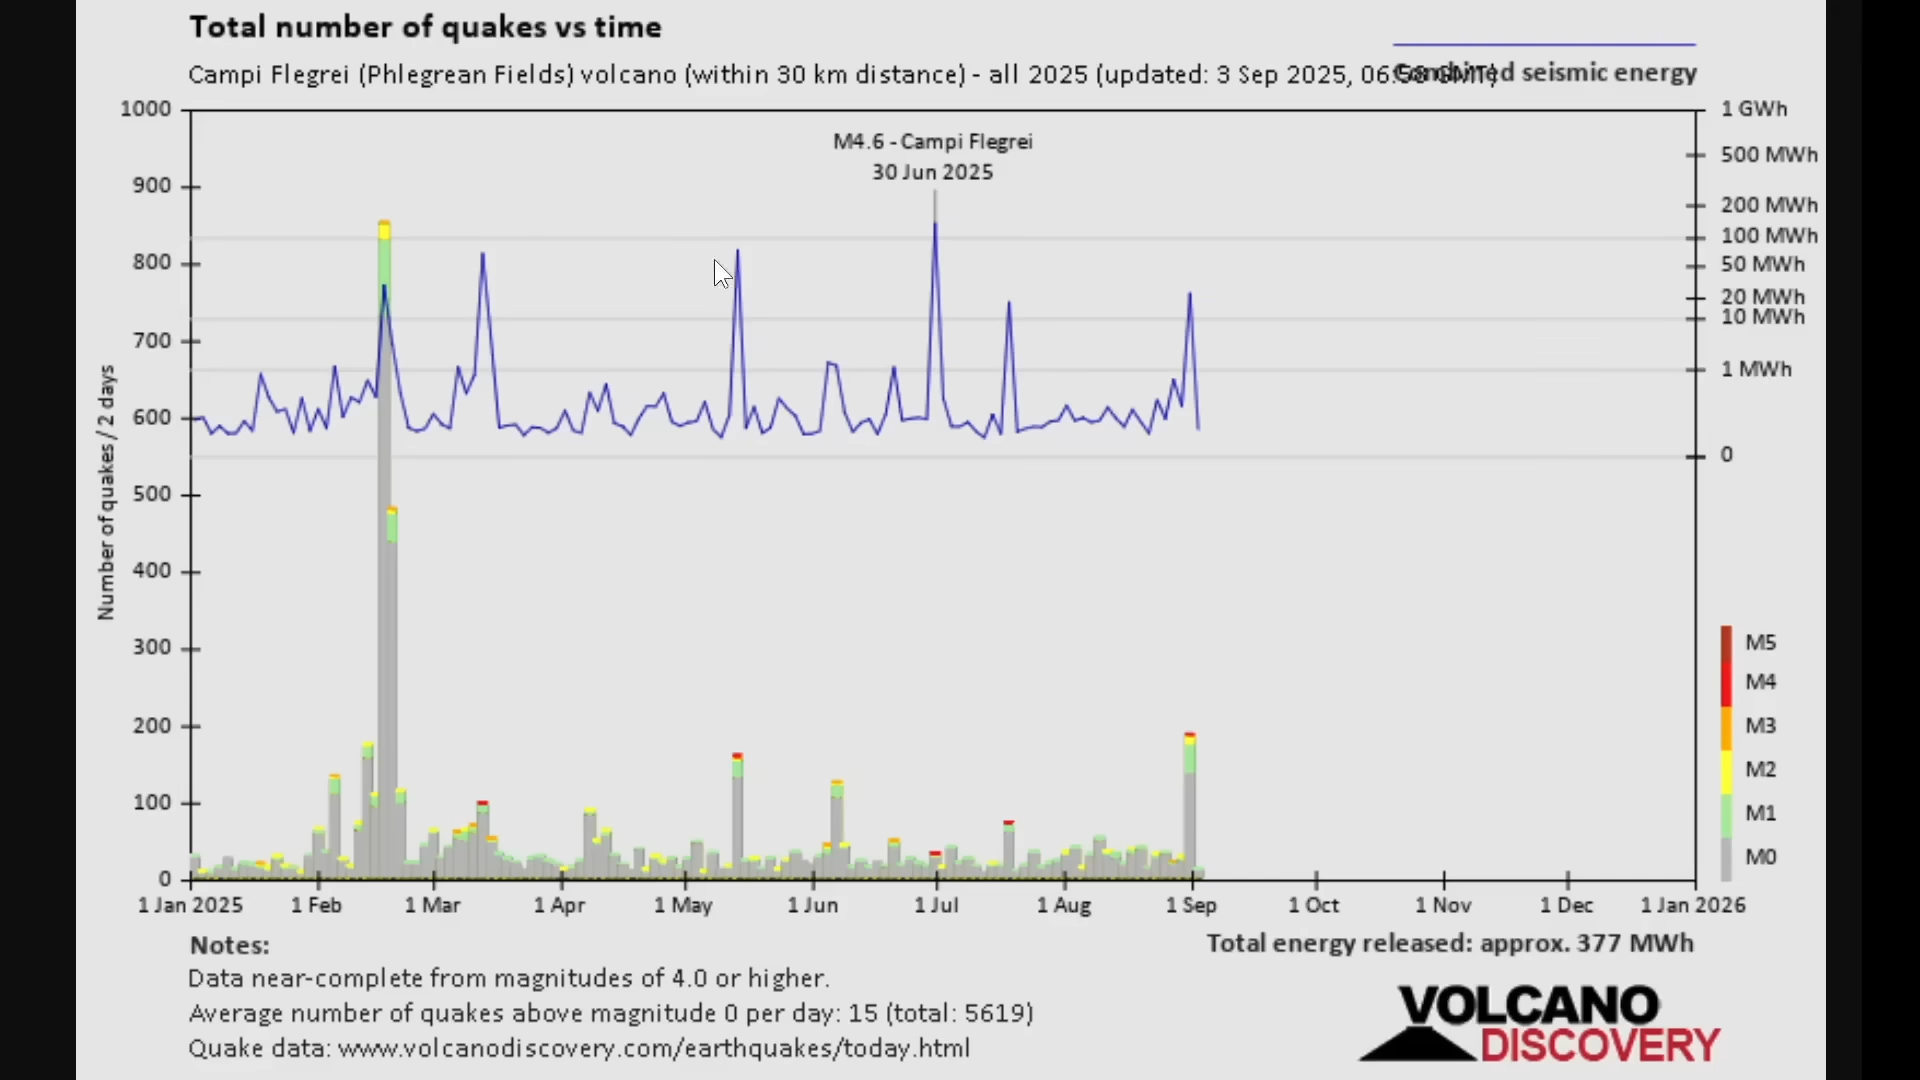 Total number of quakes vs time
Campi Flegrei (Phlegrean Fields) volcano (within 30 km distance) - all 2025 (updated: 3 Sep 2025,
Combined seismic energy
1000
900
800
700
600
500
400
300
200
100
0
Number of quakes / 2 days
M4.6 - Campi Flegrei
30 Jun 2025
1 GWh
500 MWh
200 MWh
100 MWh
50 MWh
20 MWh
10 MWh
1 MWh
0
M5
M4
M3
M2
M1
M0
1 Jan 2025
1 Feb
1 Mar
1 Apr
1 May
1 Jun
1 Jul
1 Aug
1 Sep
1 Oct
1 Nov
1 Dec
1 Jan 2026
Notes:
Data near-complete from magnitudes of 4.0 or higher.
Average number of quakes above magnitude 0 per day: 15 (total: 5619)
Quake data: www.volcanodiscovery.com/earthquakes/today.html
Total energy released: approx. 377 MWh
VOLCANO
DISCOVERY